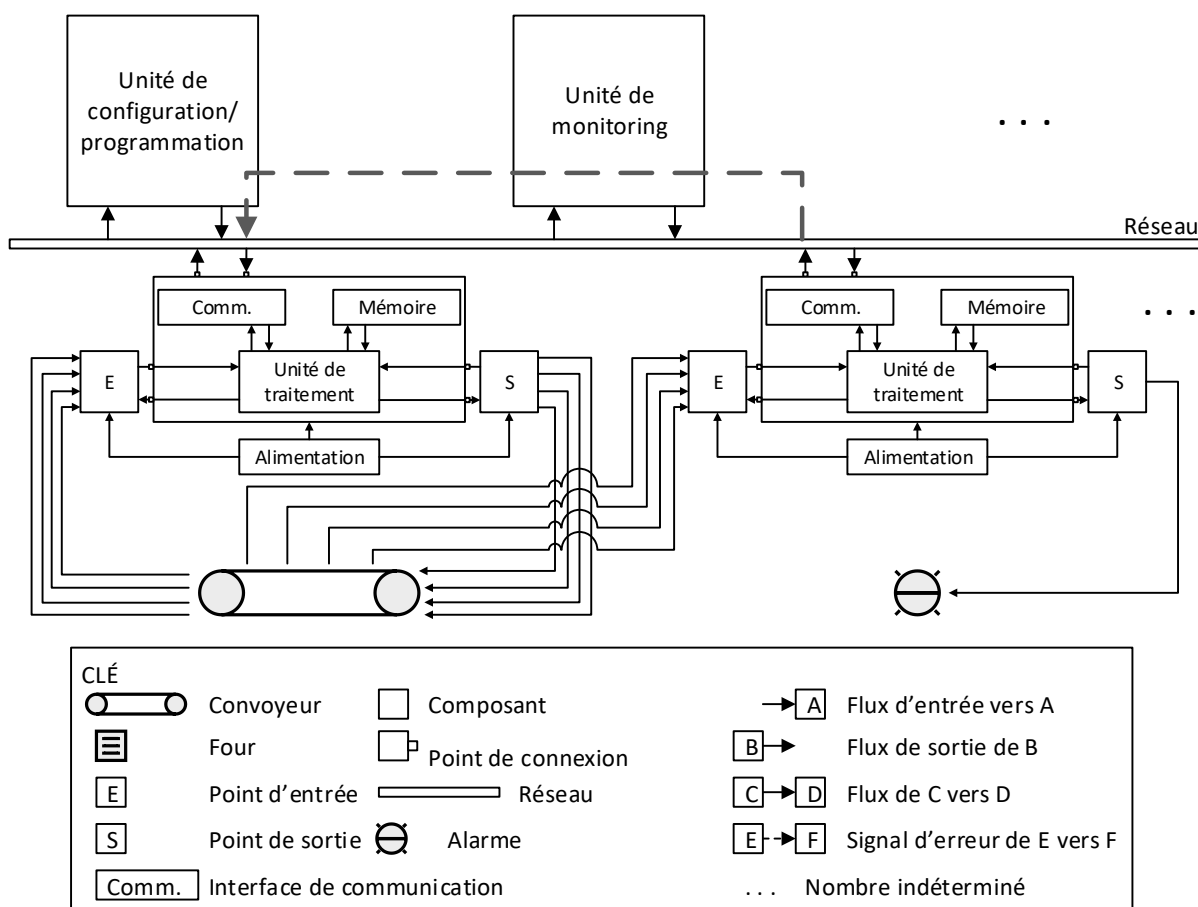 Unité de
configuration/
programmation
Unité de
monitoring
. . .
Réseau
Comm.
Mémoire
E
Unité de
traitement
S
Alimentation
Comm.
Mémoire
. . .
E
Unité de
traitement
S
Alimentation
CLÉ
Convoyeur
Composant
A
Flux d’entrée vers A
Four
Point de connexion
B
Flux de sortie de B
E
Point d’entrée
Réseau
C
D
Flux de C vers D
S
Point de sortie
Alarme
E
F
Signal d’erreur de E vers F
Comm.
Interface de communication
. . .
Nombre indéterminé